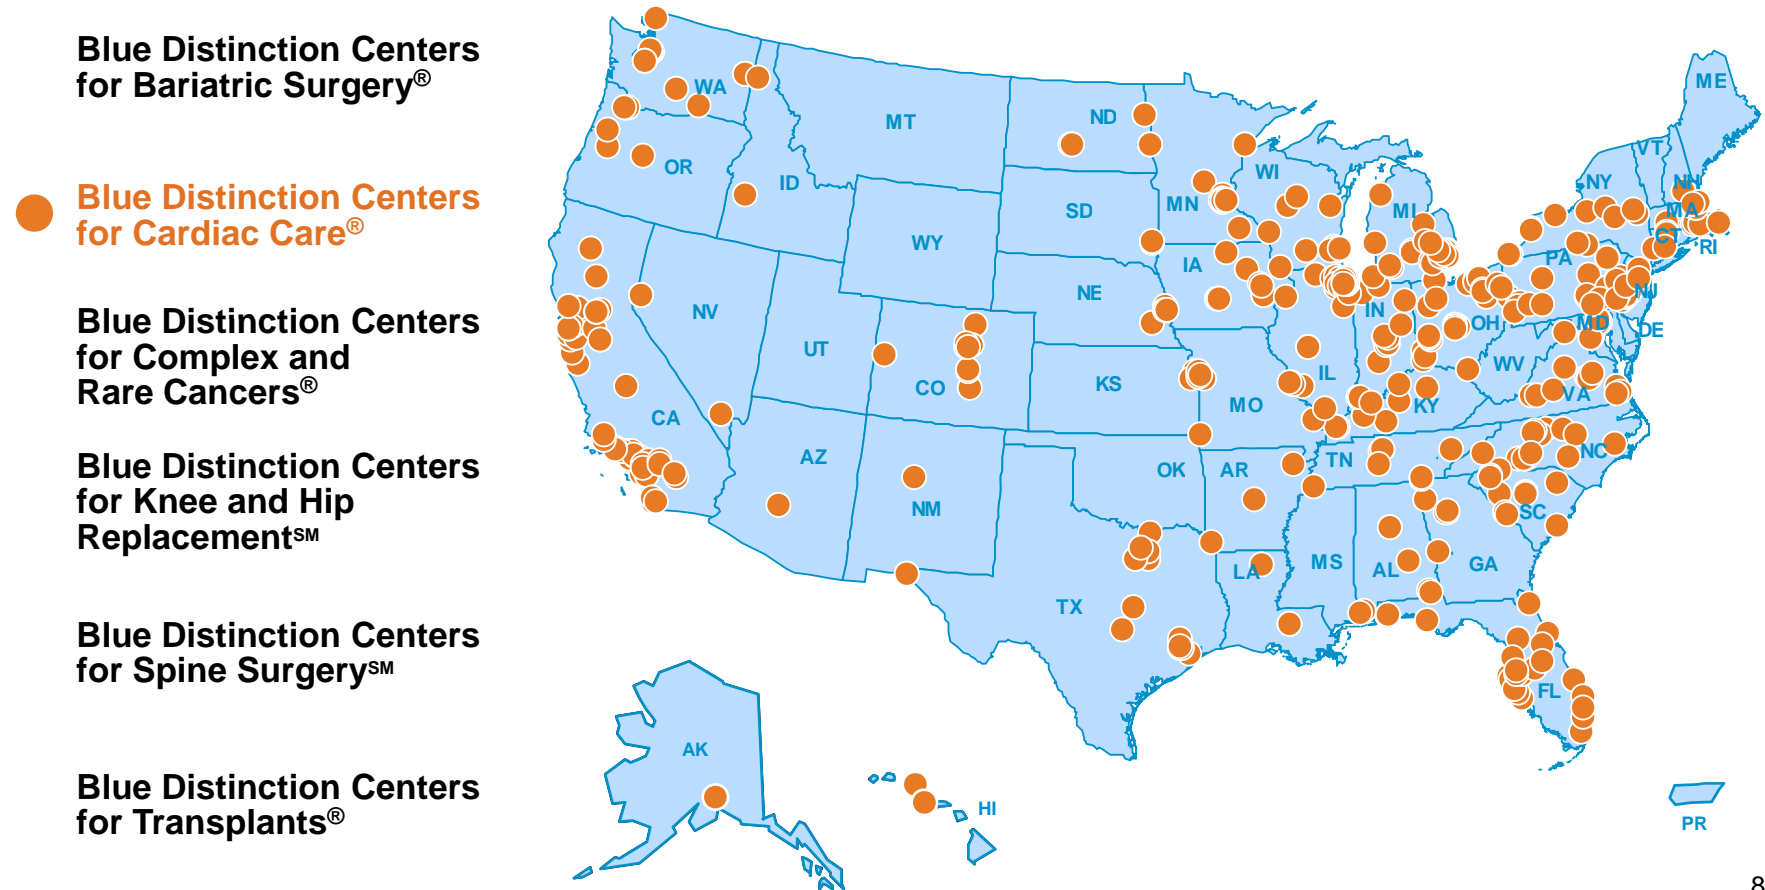 Blue Distinction Centers
for Bariatric Surgery®
Blue Distinction Centers
for Cardiac Care®
Blue Distinction Centers
for Complex and
Rare Cancers®
Blue Distinction Centers
for Knee and Hip
Replacement℠
Blue Distinction Centers
for Spine Surgery℠
Blue Distinction Centers
for Transplants®
WA
MT
ND
ME
VT
OR
ID
SD
MN
WI
MI
NY
NH
MA
CT
RI
WY
IA
NE
PA
NJ
NV
UT
CO
KS
MO
IL
IN
OH
WV
MD
DE
VA
KY
CA
AZ
NM
OK
AR
TN
NC
SC
TX
LA
MS
AL
GA
FL
AK
HI
PR
8